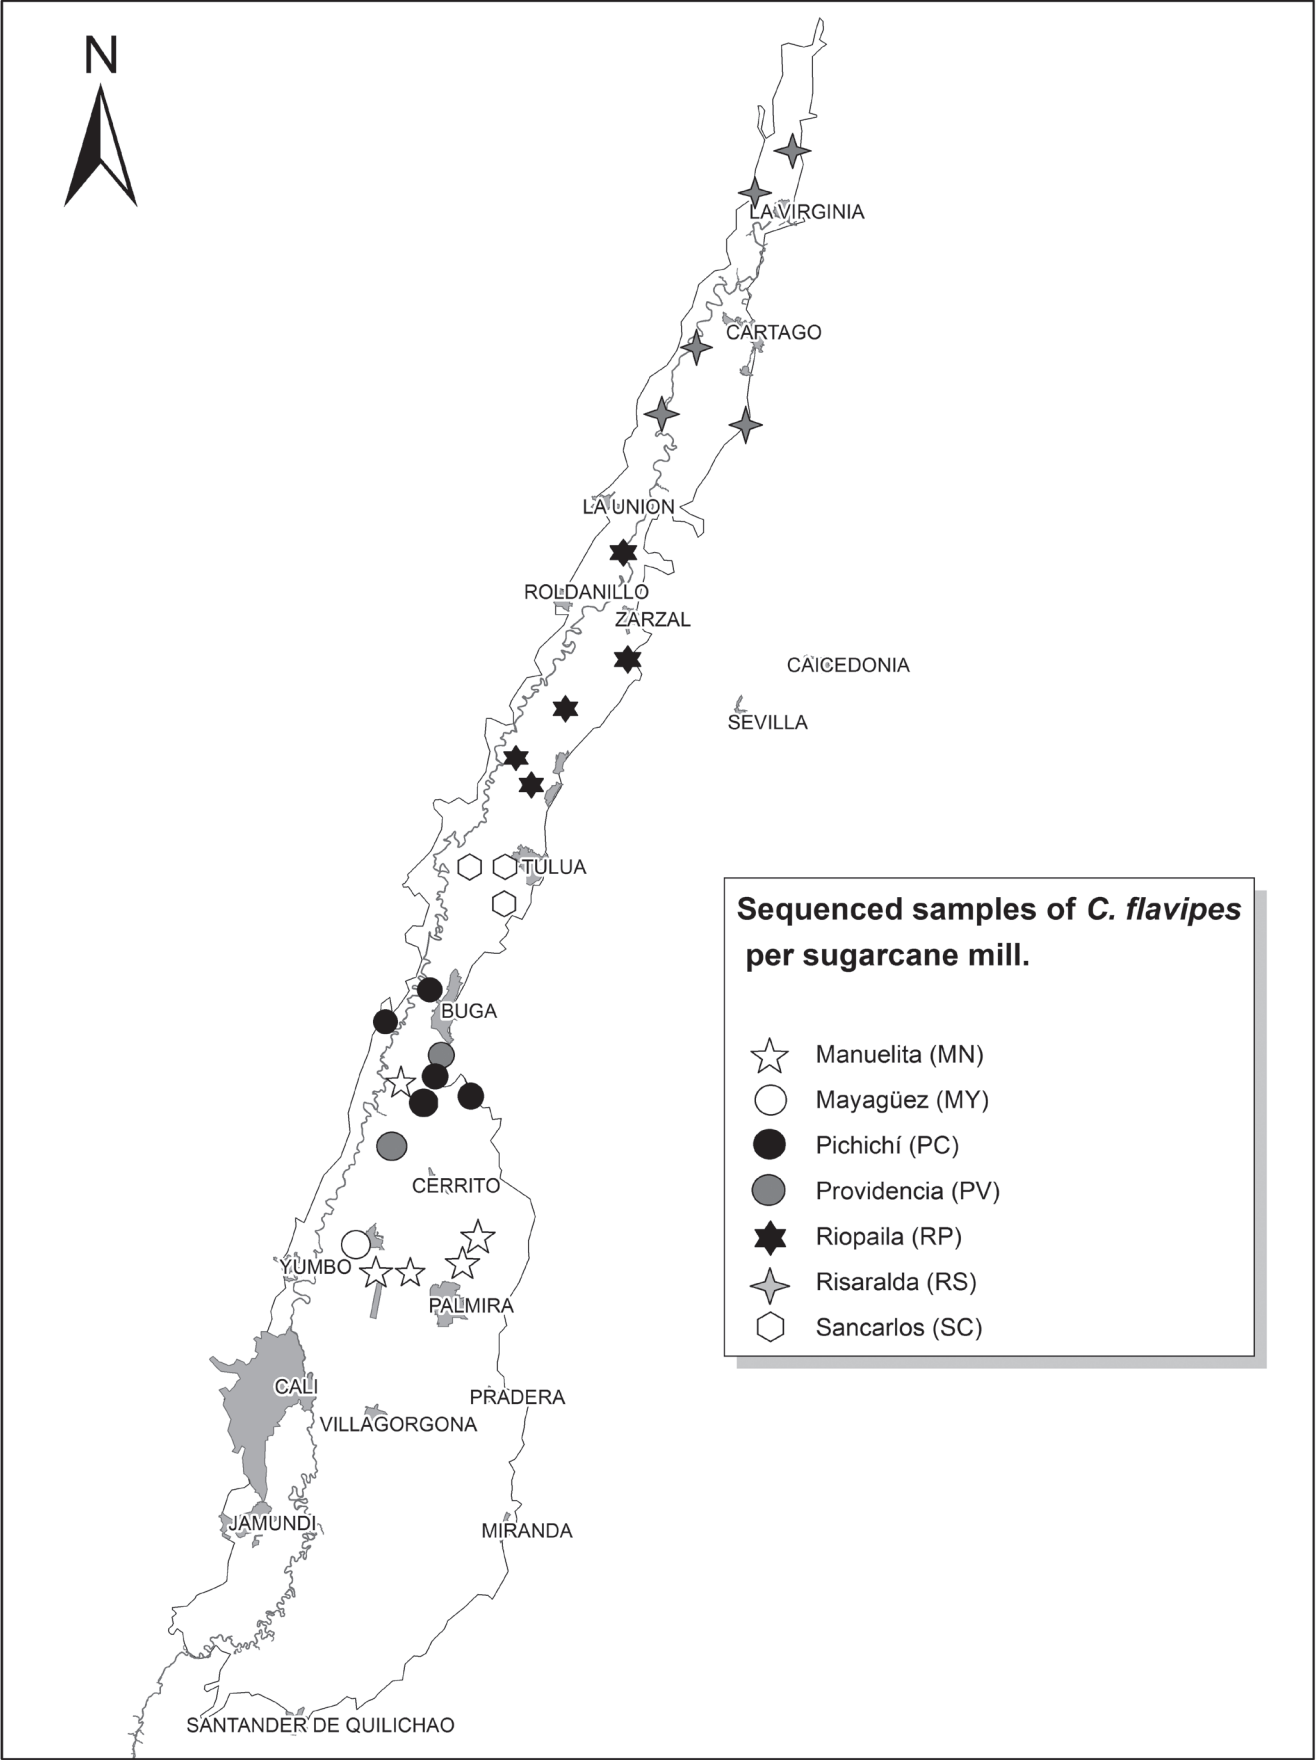 N
LA VIRGINIA
CARTAGO
LA UNION
ROLDANILLO
ZARZAL
CAICEDONIA
SEVILLA
TULUA
Sequenced samples of C. flavipes
per sugarcane mill.
BUGA
Manuelita (MN)
Mayagüez (MY)
Pichichí (PC)
CERRITO
Providencia (PV)
Riopaila (RP)
YUMBO
Risaralda (RS)
PALMIRA
Sancarlos (SC)
CALI
PRADERA
VILLAGORGONA
JAMUNDI
MIRANDA
SANTANDER DE QUILICHAO